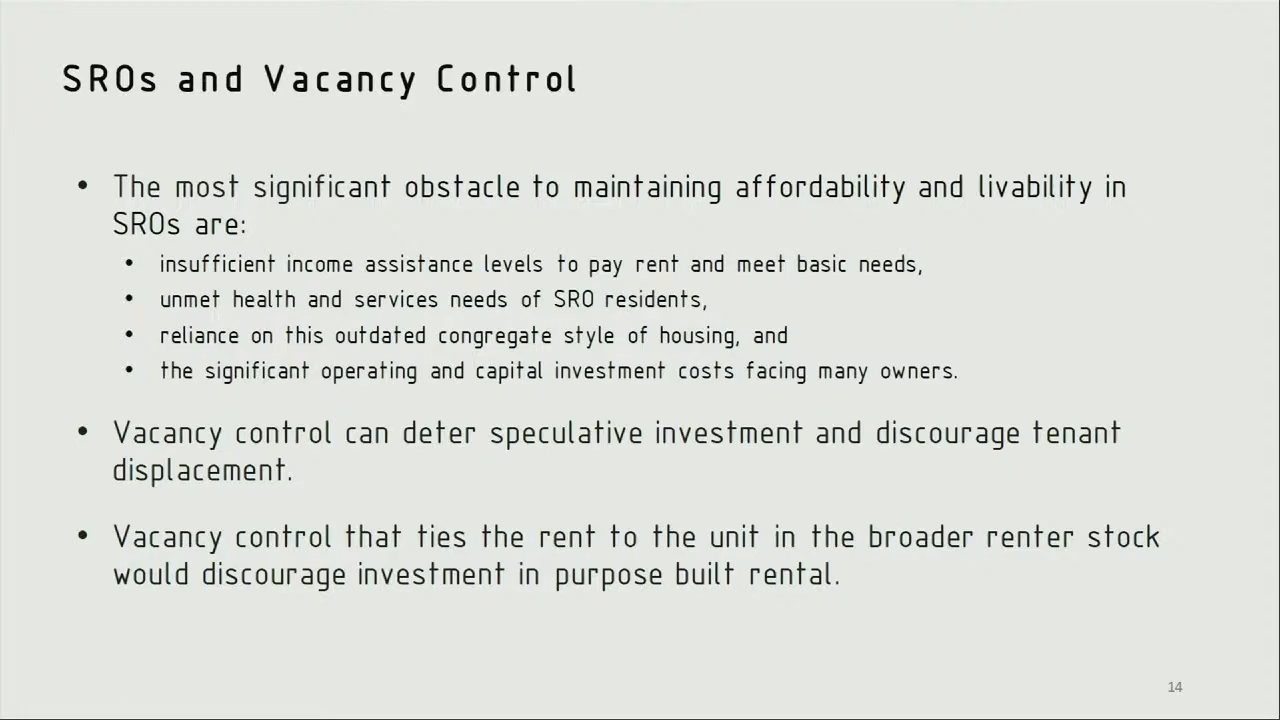 SROs and Vacancy Control
• The most significant obstacle to maintaining affordability and livability in
SROs are:
• insufficient income assistance levels to pay rent and meet basic needs,
• unmet health and services needs of SRO residents,
• reliance on this outdated congregate style of housing, and
• the significant operating and capital investment costs facing many owners.
• Vacancy control can deter speculative investment and discourage tenant
displacement.
• Vacancy control that ties the rent to the unit in the broader renter stock
would discourage investment in purpose built rental.
14